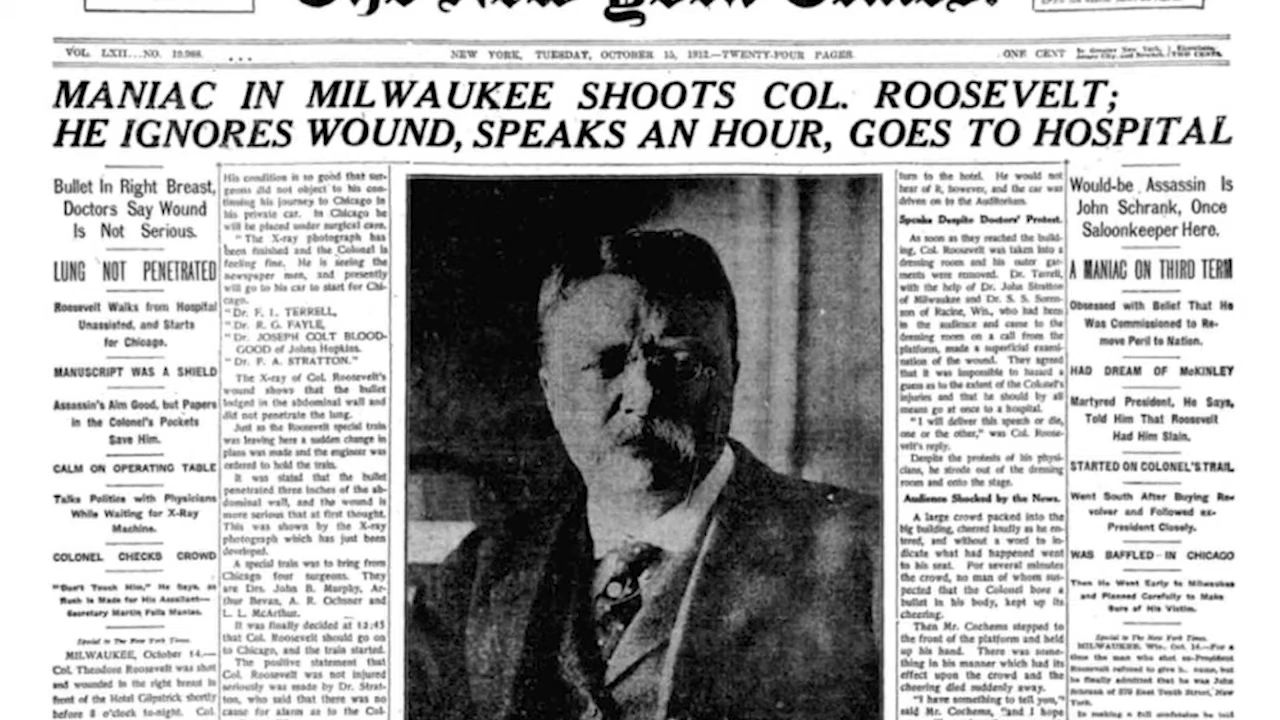 The New York Times.
VOL. LXII...NO. 19,988.
...
NEW YORK, TUESDAY, OCTOBER 15, 1912.—TWENTY-FOUR PAGES.
ONE CENT
MANIAC IN MILWAUKEE SHOOTS COL. ROOSEVELT;
HE IGNORES WOUND, SPEAKS AN HOUR, GOES TO HOSPITAL
Bullet In Right Breast,
Doctors Say Wound
Is Not Serious.
LUNG NOT PENETRATED
Roosevelt Walks from Hospital
Unassisted, and Starts
for Chicago.
MANUSCRIPT WAS A SHIELD
Assassin's Aim Good, but Papers
in the Colonel's Pockets
Save Him.
CALM ON OPERATING TABLE
Talks Politics with Physicians
While Waiting for X-Ray
Machine.
COLONEL CHECKS CROWD
"Don't Touch Him," He Says, as
Rush is Made for His Assailant—
Secretary Martin Fells Maniac.
Special to The New York Times.
MILWAUKEE, October 14.—
Col. Theodore Roosevelt was shot
and wounded in the right breast in
front of the Hotel Gilpatrick shortly
before 8 o'clock to-night. Col.
His condition is so good that sur-
geons did not object to his con-
tinuing his journey to Chicago in
his private car. In Chicago he
will be placed under surgical care.
"The X-ray photograph has
been finished and the Colonel is
feeling fine. He is seeing the
newspaper men, and presently
will go to his car to start for Chi-
cago.
"Dr. F. I. TERRELL,
"Dr. R. G. FAYLE,
"Dr. JOSEPH COLT BLOOD-
GOOD of Johns Hopkins.
"Dr. F. A. STRATTON."
The X-ray of Col. Roosevelt's
wound shows that the bullet
lodged in the abdominal wall and
did not penetrate the lung.
Just as the Roosevelt special train
was leaving here a sudden change in
plans was made and the engineer was
ordered to hold the train.
It was stated that the bullet
penetrated three inches of the ab-
dominal wall, and the wound is
more serious that at first thought.
This was shown by the X-ray
photograph which has just been
developed.
A special train was to bring from
Chicago four surgeons. They
are Drs. John B. Murphy, Ar-
thur Bevan, A. R. Ochsner and
L. L. McArthur.
It was finally decided at 12:45
that Col. Roosevelt should go on
to Chicago, and the train started.
The positive statement that
Col. Roosevelt was not injured
seriously was made by Dr. Strat-
ton, who said that there was no
cause for alarm as to the Col-
turn to the hotel. He would not
hear of it, however, and the car was
driven on to the Auditorium.
Speaks Despite Doctors' Protest.
As soon as they reached the build-
ing, Col. Roosevelt was taken into a
dressing room and his outer gar-
ments were removed. Dr. Terrell,
with the help of Dr. John Stratton
of Milwaukee and Dr. S. S. Soren-
son of Racine, Wis., who had been
in the audience and came to the
dressing room on a call from the
platform, made a superficial exami-
nation of the wound. They agreed
that it was impossible to hazard a
guess as to the extent of the Colonel's
injuries and that he should by all
means go at once to a hospital.
"I will deliver this speech or die,
one or the other," was Col. Roose-
velt's reply.
Despite the protests of his physi-
cians, he strode out of the dressing
room and onto the stage.
Audience Shocked by the News.
A large crowd packed into the
big building, cheered loudly as he en-
tered, and without a word to in-
dicate what had happened went
to his seat. For several minutes
the crowd, no man of whom sus-
pected that the Colonel bore a
bullet in his body, kept up its
cheering.
Then Mr. Cochems stepped to
the front of the platform and held
up his hand. There was some-
thing in his manner which had its
effect upon the crowd and the
cheering died suddenly away.
"I have something to tell you,"
said Mr. Cochems, "and I hope
Would-be Assassin Is
John Schrank, Once
Saloonkeeper Here.
A MANIAC ON THIRD TERM
Obsessed with Belief That He
Was Commissioned to Re-
move Peril to Nation.
HAD DREAM OF McKINLEY
Martyred President, He Says,
Told Him That Roosevelt
Had Him Slain.
STARTED ON COLONEL'S TRAIL
Went South After Buying Re-
volver and Followed ex-
President Closely.
WAS BAFFLED IN CHICAGO
Then He Went Early to Milwaukee
and Planned Carefully to Make
Sure of His Victim.
Special to The New York Times.
MILWAUKEE, Wis., Oct. 14.—For a
time the man who shot ex-President
Roosevelt refused to give his name, but
he finally admitted that he was John
Schrank of 370 East Tenth Street, New
York.
In making a full confession he said